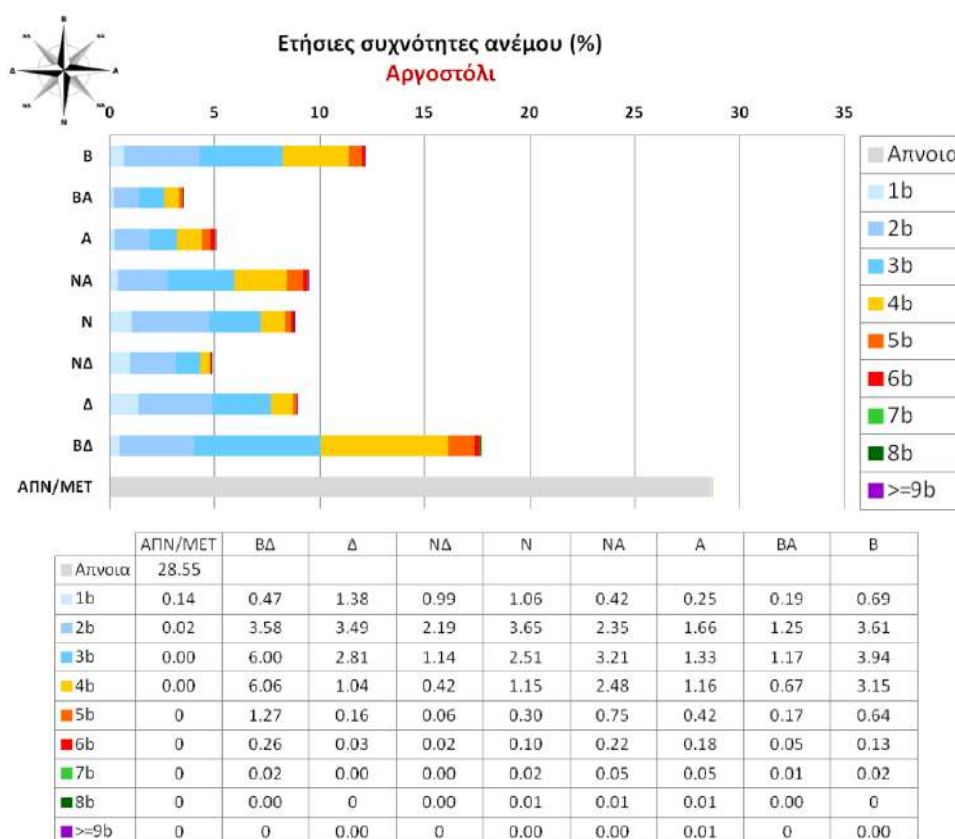 Β
ΝΑ ΝΑ
Δ Α
ΝΑ ΝΑ
Ν
Ετήσιες συχνότητες ανέμου (%)
Αργοστόλι
0 5 10 15 20 25 30 35
Β
ΒΑ
Α
ΝΑ
Ν
ΝΔ
Δ
ΒΔ
ΑΠΝ/ΜΕΤ
Απνοια
1b
2b
3b
4b
5b
6b
7b
8b
>=9b
ΑΠΝ/ΜΕΤ ΒΔ Δ ΝΔ Ν ΝΑ Α ΒΑ Β
Απνοια 28.55
1b 0.14 0.47 1.38 0.99 1.06 0.42 0.25 0.19 0.69
2b 0.02 3.58 3.49 2.19 3.65 2.35 1.66 1.25 3.61
3b 0.00 6.00 2.81 1.14 2.51 3.21 1.33 1.17 3.94
4b 0.00 6.06 1.04 0.42 1.15 2.48 1.16 0.67 3.15
5b 0 1.27 0.16 0.06 0.30 0.75 0.42 0.17 0.64
6b 0 0.26 0.03 0.02 0.10 0.22 0.18 0.05 0.13
7b 0 0.02 0.00 0.00 0.02 0.05 0.05 0.01 0.02
8b 0 0.00 0 0.00 0.01 0.01 0.01 0.00 0
>=9b 0 0 0.00 0 0.00 0.00 0.01 0 0.00